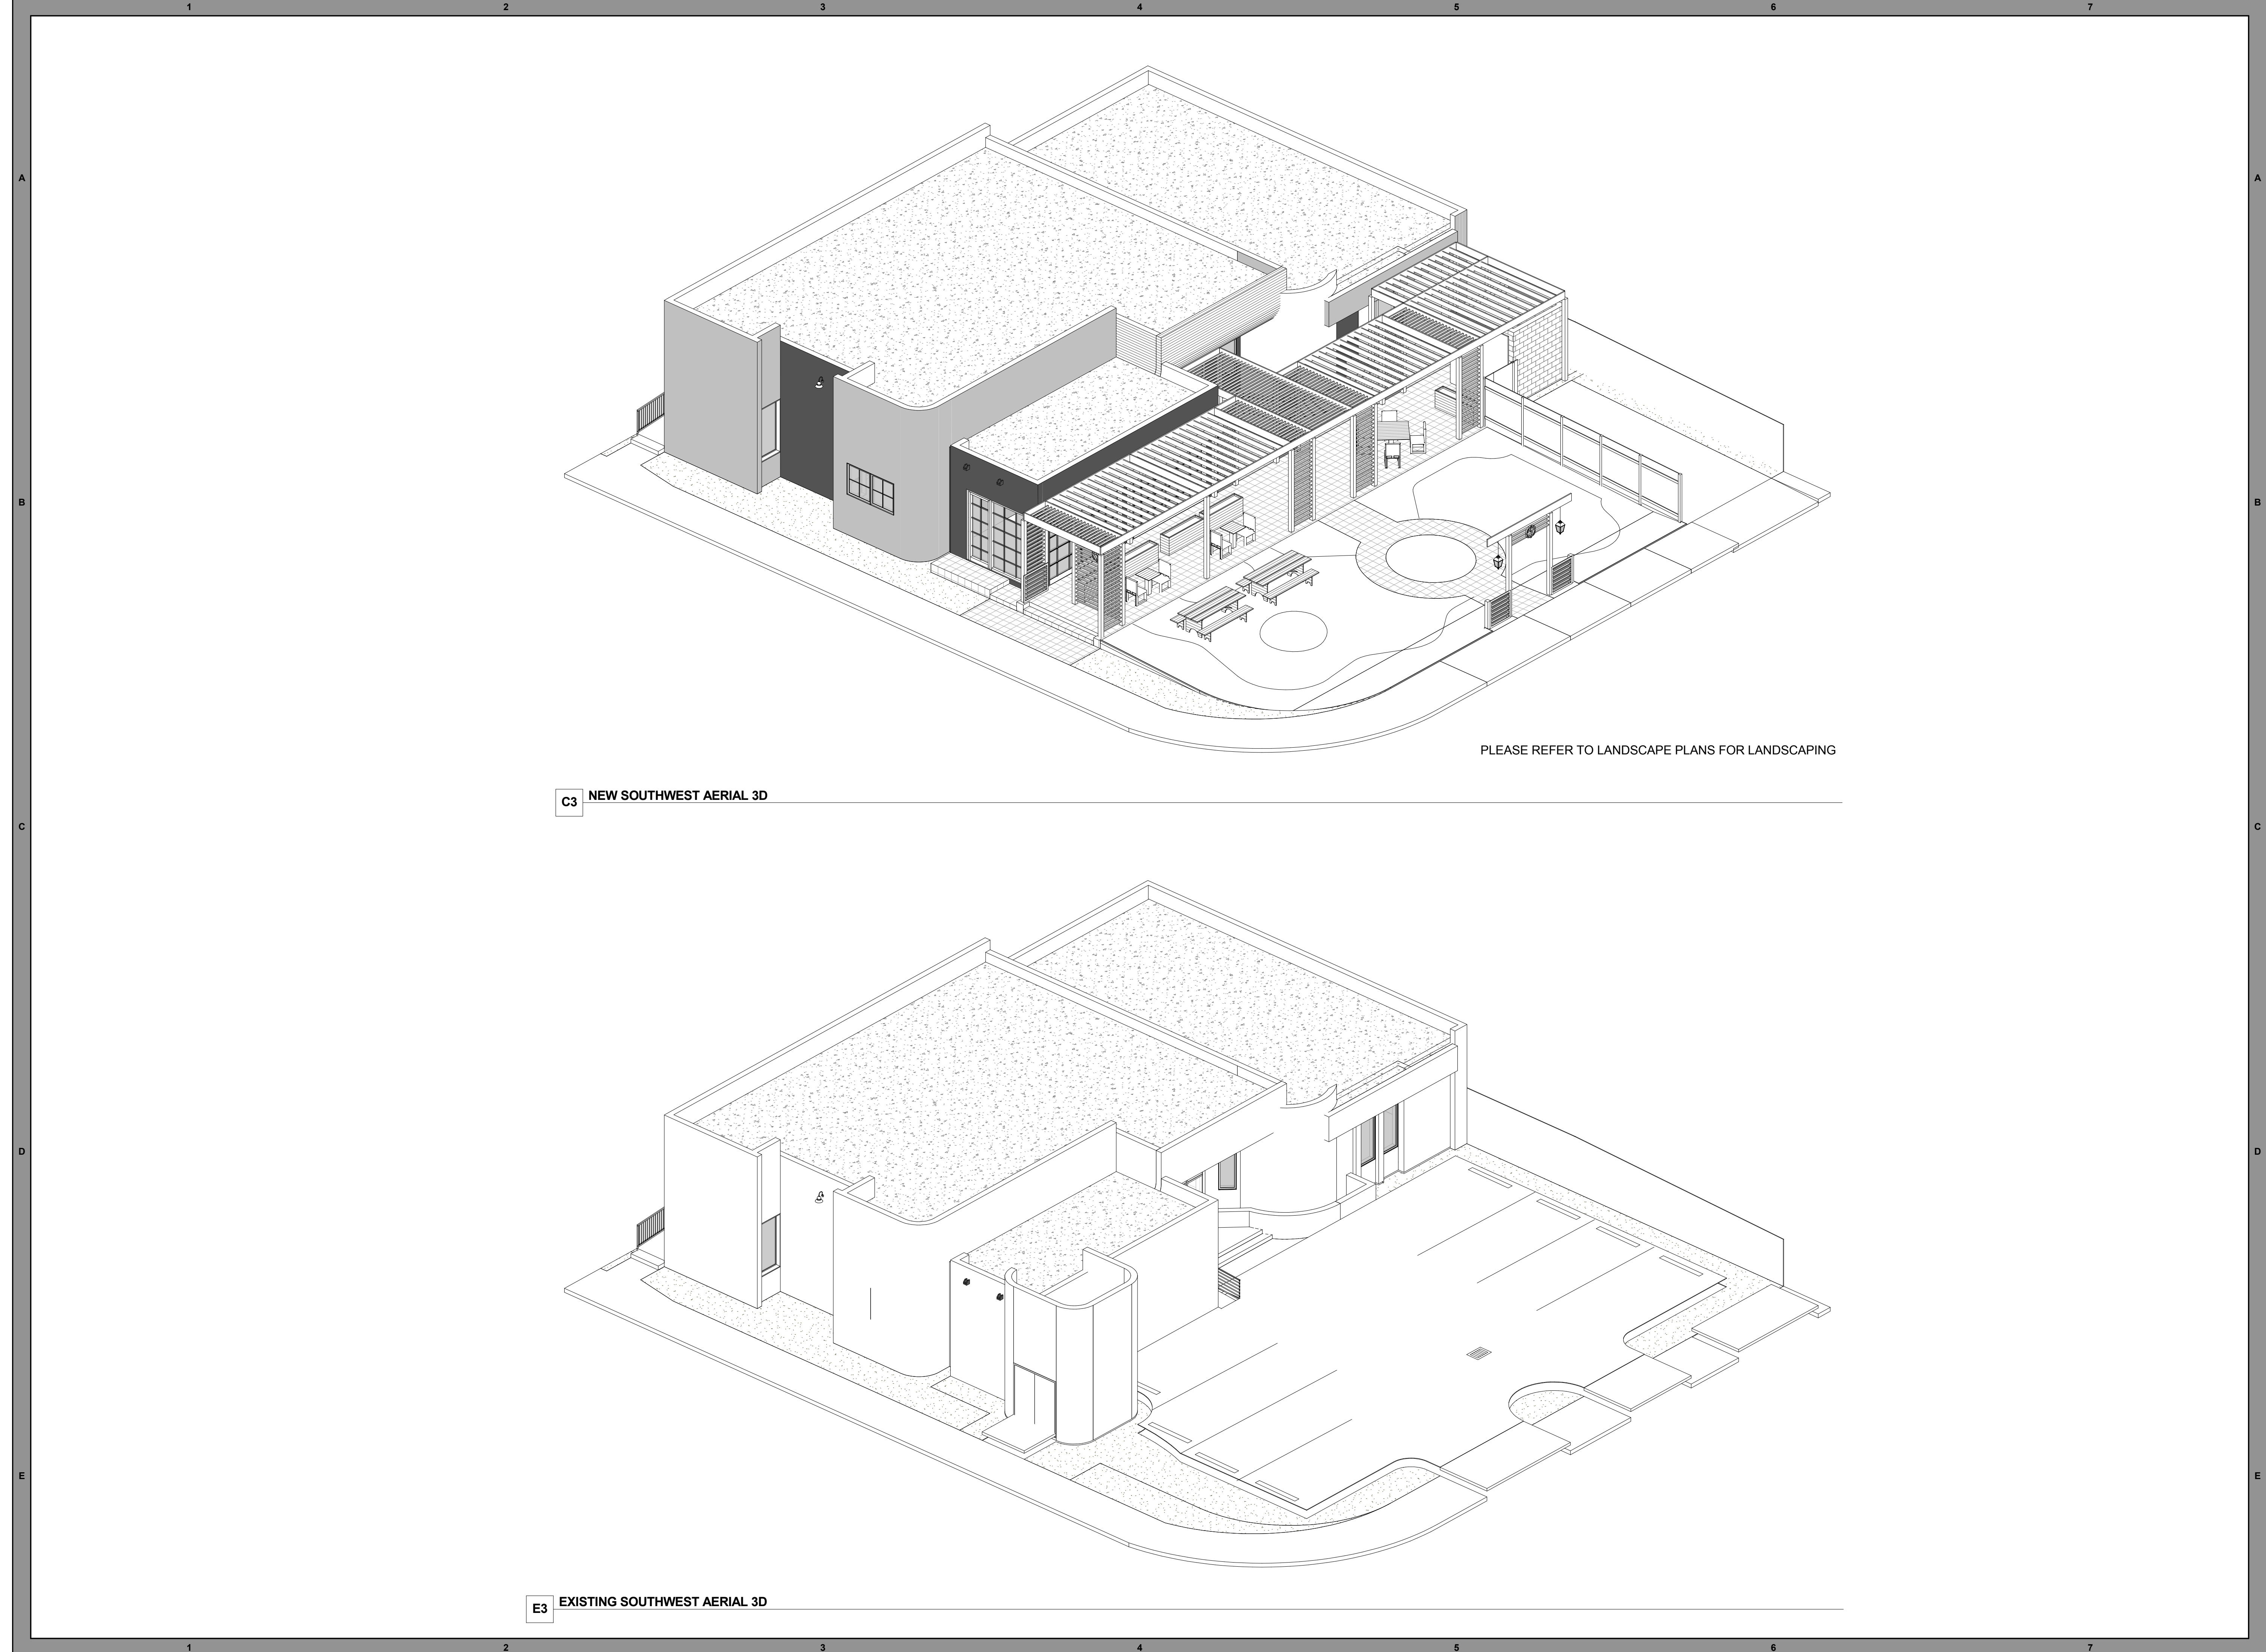 1 2 3 4 5 6 7
A A
B B
PLEASE REFER TO LANDSCAPE PLANS FOR LANDSCAPING
C3 NEW SOUTHWEST AERIAL 3D
C C
D D
E E
E3 EXISTING SOUTHWEST AERIAL 3D
1 2 3 4 5 6 7